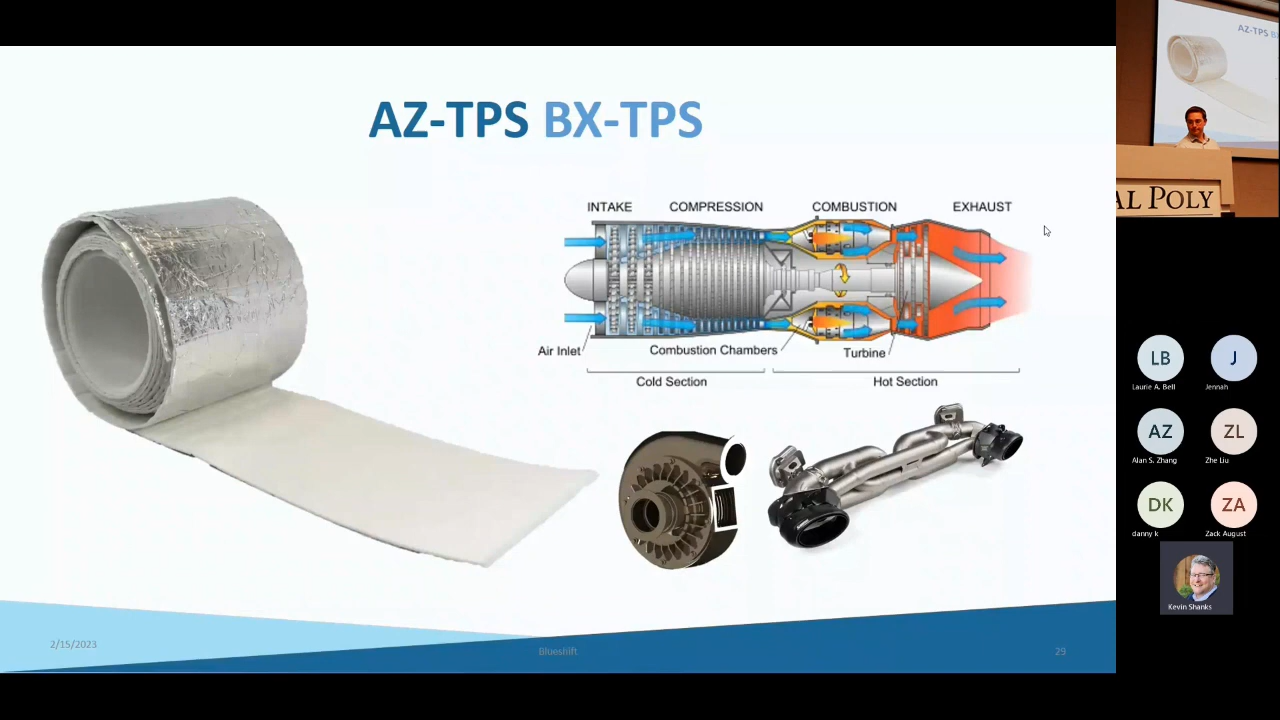 AZ-TPS BX-TPS
INTAKE COMPRESSION COMBUSTION EXHAUST
Air Inlet
Combustion Chambers
Turbine
Cold Section
Hot Section
2/15/2023
Blueshift
29
AZ-TPS B
AL POLY
LB
J
Laurie A. Bell
Jennah
AZ
ZL
Alan S. Zhang
Zhe Liu
DK
ZA
danny k
Zack August
Kevin Shanks